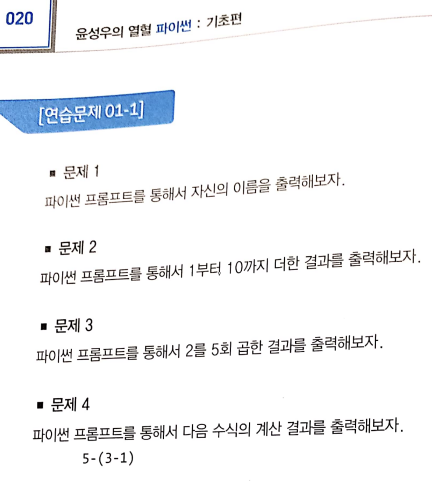 020
윤성우의 열혈 파이썬 : 기초편
[연습문제 01-1]
■ 문제 1
파이썬 프롬프트를 통해서 자신의 이름을 출력해보자.
■ 문제 2
파이썬 프롬프트를 통해서 1부터 10까지 더한 결과를 출력해보자.
■ 문제 3
파이썬 프롬프트를 통해서 2를 5회 곱한 결과를 출력해보자.
■ 문제 4
파이썬 프롬프트를 통해서 다음 수식의 계산 결과를 출력해보자.
5-(3-1)